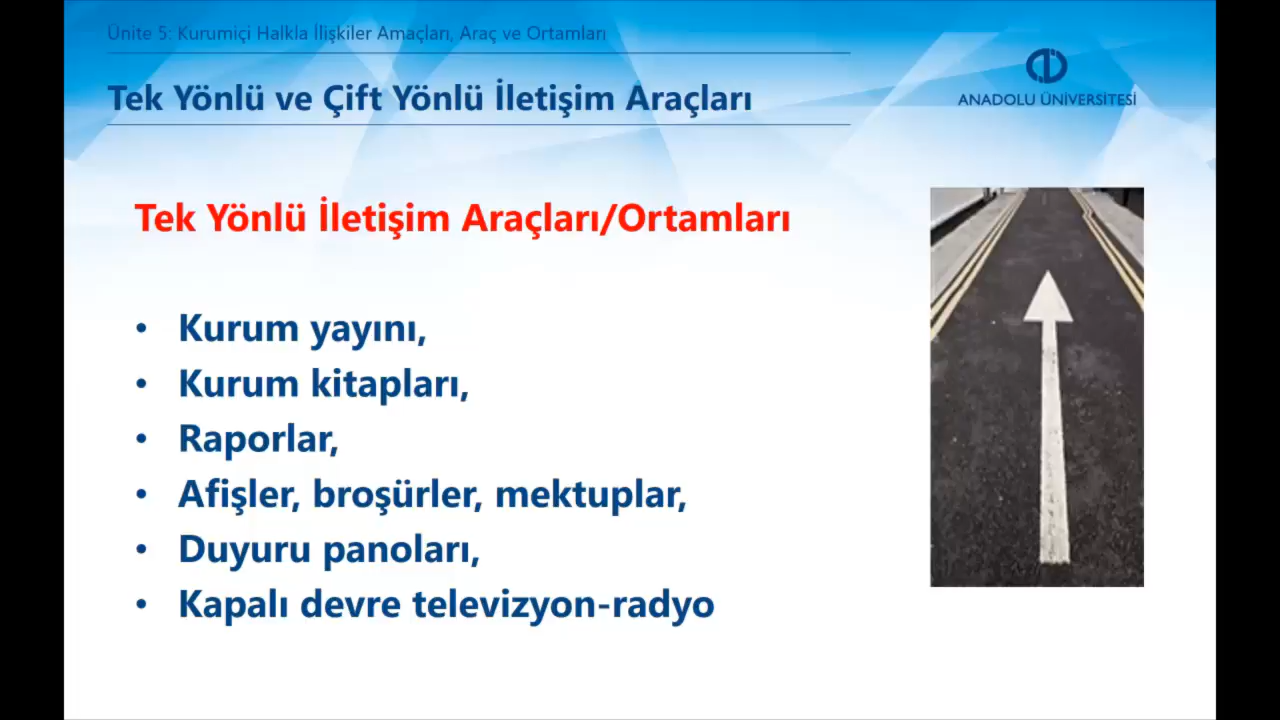 Ünite 5: Kurumiçi Halkla İlişkiler Amaçları, Araç ve Ortamları
Tek Yönlü ve Çift Yönlü İletişim Araçları
ANADOLU ÜNİVERSİTESİ
Tek Yönlü İletişim Araçları/Ortamları
• Kurum yayını,
• Kurum kitapları,
• Raporlar,
• Afişler, broşürler, mektuplar,
• Duyuru panoları,
• Kapalı devre televizyon-radyo